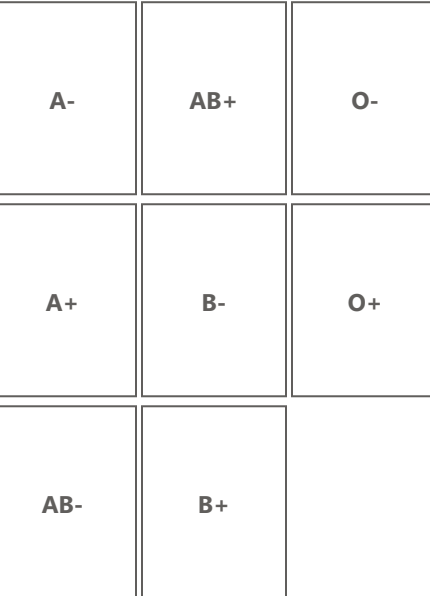 A-
AB+
O-
A+
B-
O+
AB-
B+